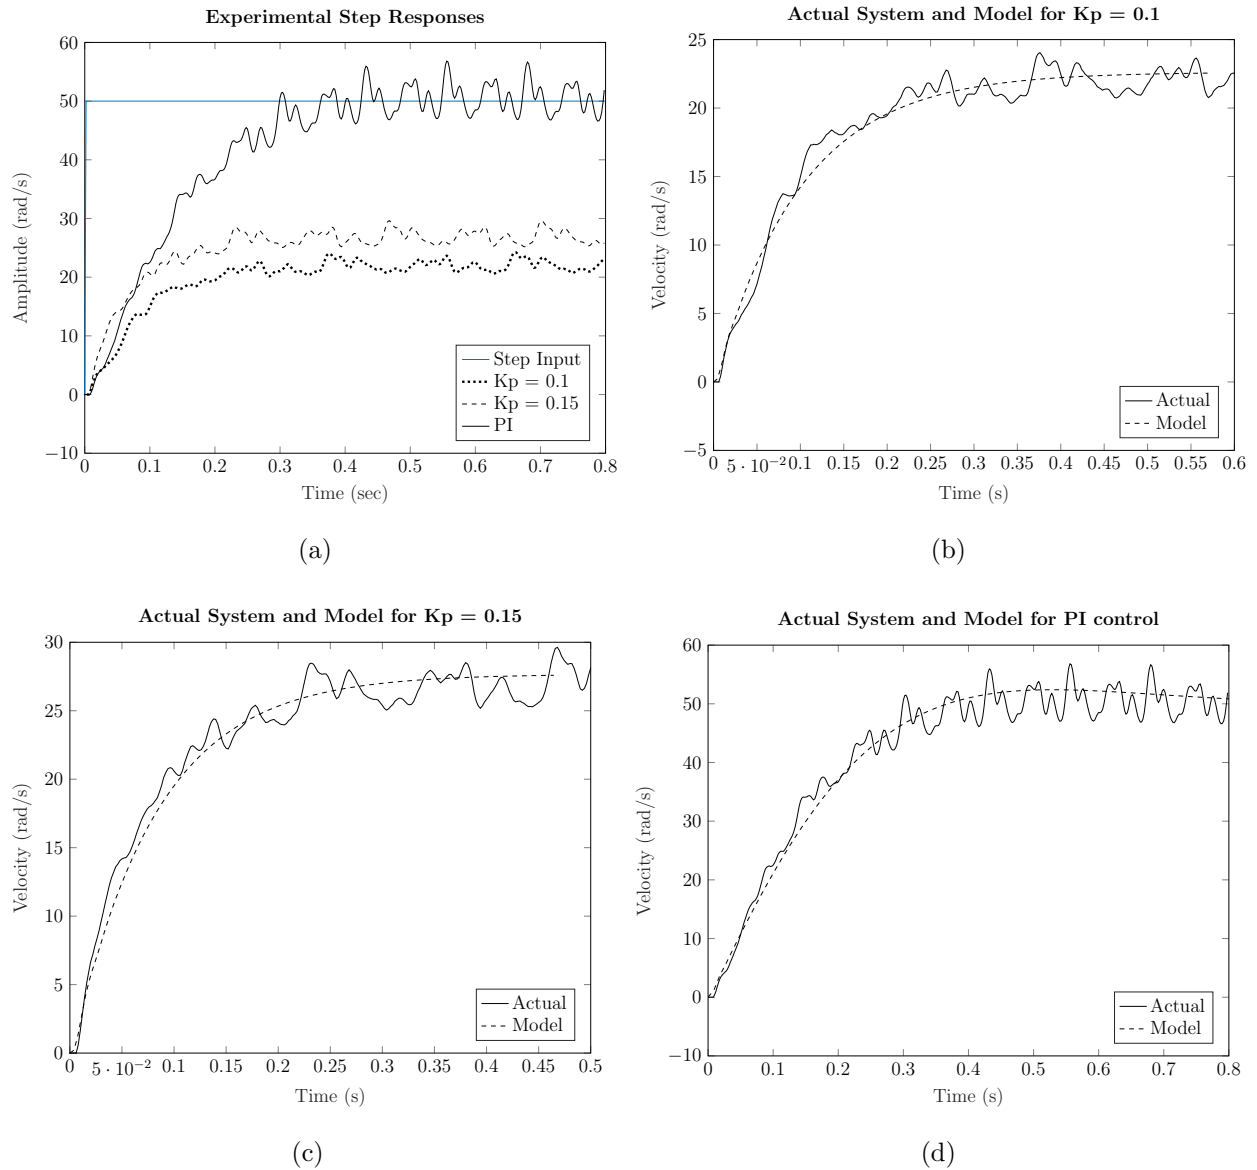 Experimental Step Responses
60
50
40
30
20
10
0
−10
Amplitude (rad/s)
0 0.1 0.2 0.3 0.4 0.5 0.6 0.7 0.8
Time (sec)
Step Input
Kp = 0.1
Kp = 0.15
PI
(a)
Actual System and Model for Kp = 0.1
25
20
15
10
5
0
−5
Velocity (rad/s)
0 5 · 10⁻² 0.1 0.15 0.2 0.25 0.3 0.35 0.4 0.45 0.5 0.55 0.6
Time (s)
Actual
Model
(b)
Actual System and Model for Kp = 0.15
30
25
20
15
10
5
0
Velocity (rad/s)
0 5 · 10⁻² 0.1 0.15 0.2 0.25 0.3 0.35 0.4 0.45 0.5
Time (s)
Actual
Model
(c)
Actual System and Model for PI control
60
50
40
30
20
10
0
−10
Velocity (rad/s)
0 0.1 0.2 0.3 0.4 0.5 0.6 0.7 0.8
Time (s)
Actual
Model
(d)